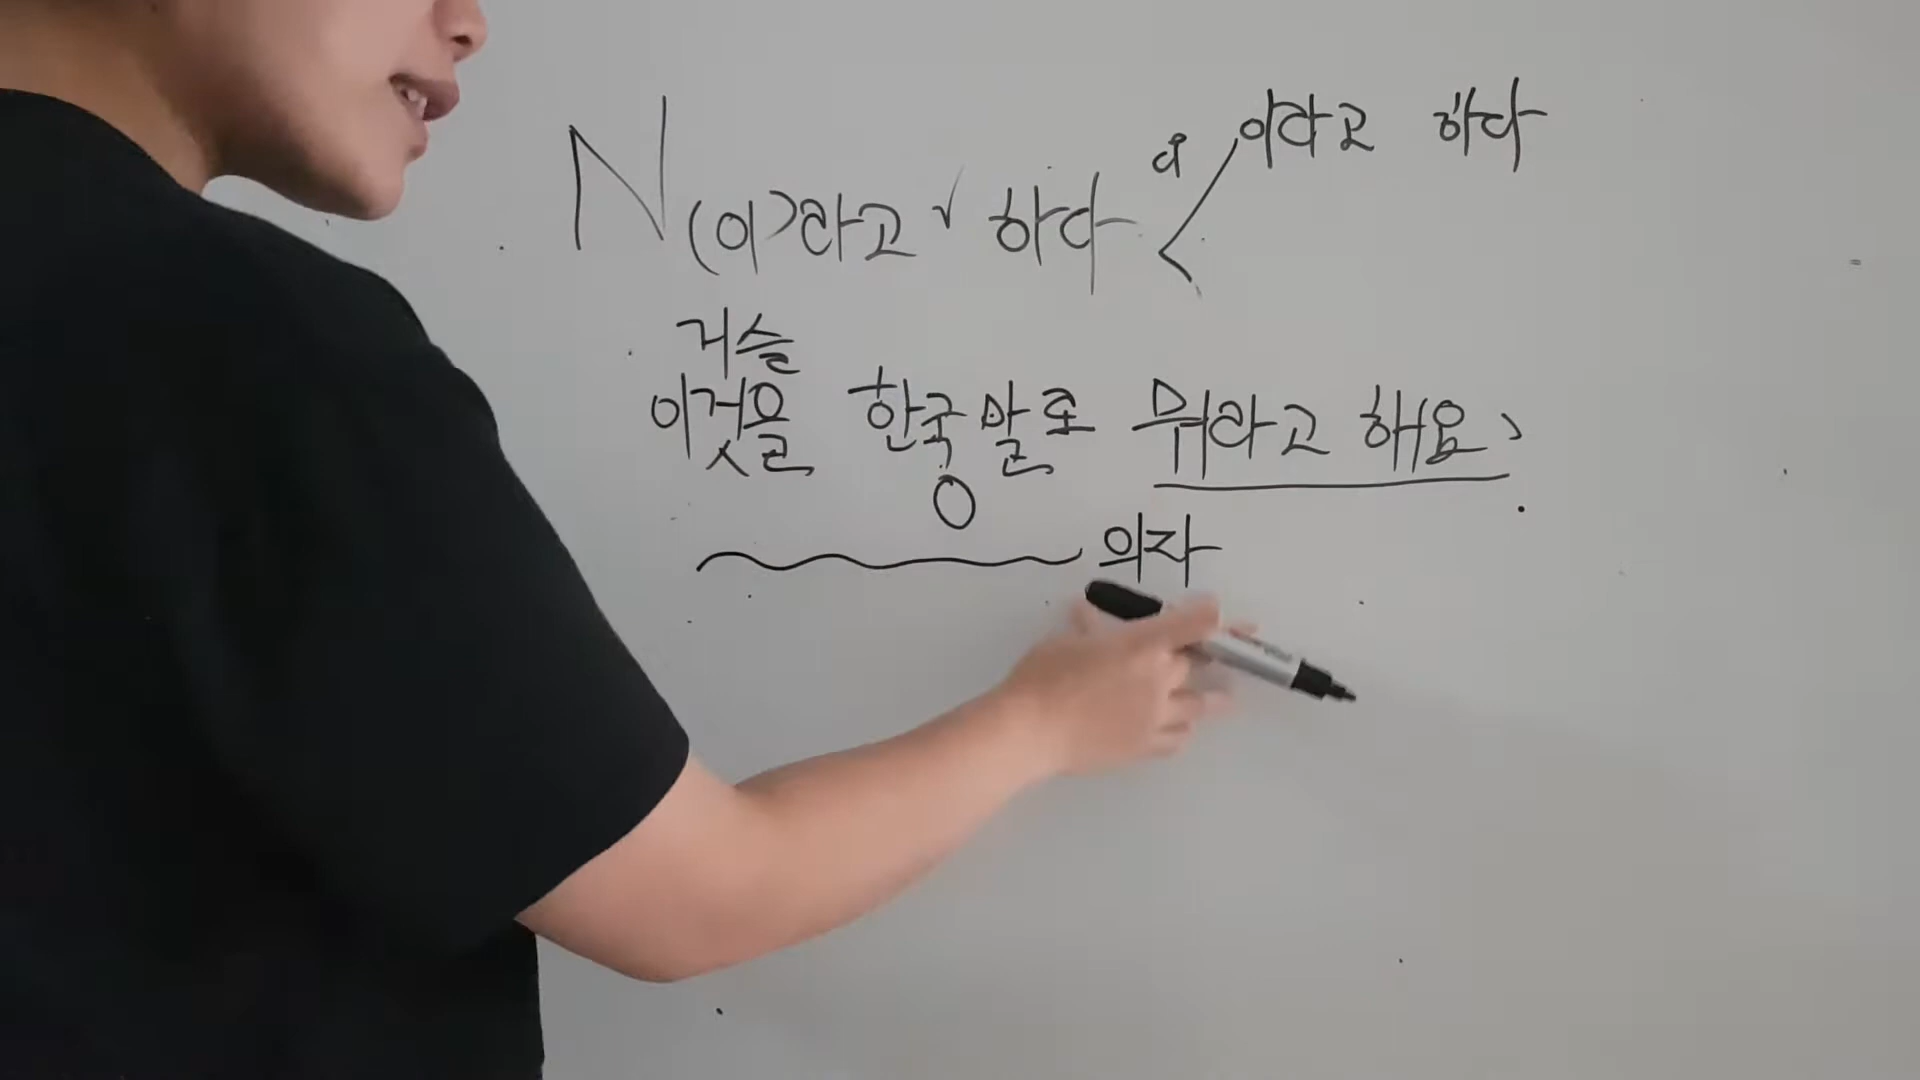 N(이)라고 ✓ 하다
이라고 하다
거슬
이것을 한국말로 뭐라고 해요
ㅇ
의자